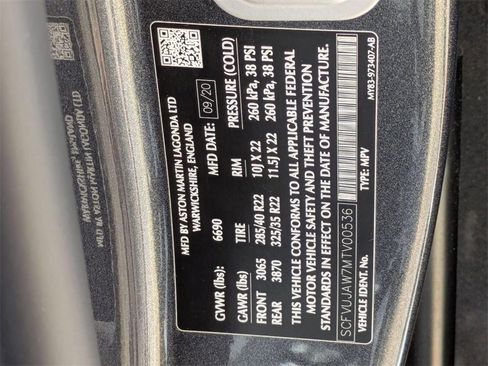 MFD BY ASTON MARTIN LAGONDA LTD
WARWICKSHIRE, ENGLAND
GVWR (lbs) 6690 MFD DATE: 09/20
GAWR (lbs) TIRE RIM PRESSURE (COLD)
FRONT 3065 285/40 R22 10J X 22 260 kPa, 38 PSI
REAR 3870 325/35 R22 11.5J X 22 260 kPa, 38 PSI
THIS VEHICLE CONFORMS TO ALL APPLICABLE FEDERAL
MOTOR VEHICLE SAFETY AND THEFT PREVENTION
STANDARDS IN EFFECT ON THE DATE OF MANUFACTURE.
SCFVUJAW7MTV00536
VEHICLE IDENT No. TYPE: MPV
MY83-973407-AB